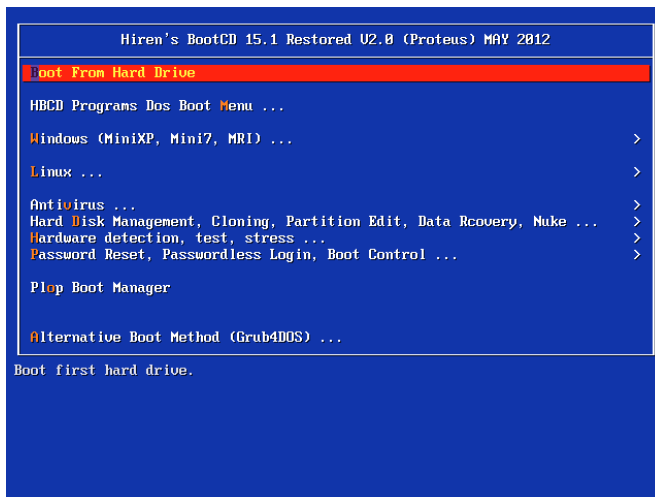 Hiren's BootCD 15.1 Restored V2.0 (Proteus) MAY 2012
Boot From Hard Drive
HBCD Programs Dos Boot Menu ...
Windows (MiniXP, Mini7, MRI) ... >
Linux ... >
Antivirus ... >
Hard Disk Management, Cloning, Partition Edit, Data Rcovery, Nuke ... >
Hardware detection, test, stress ... >
Password Reset, Passwordless Login, Boot Control ... >
Plop Boot Manager
Alternative Boot Method (Grub4DOS) ...
Boot first hard drive.